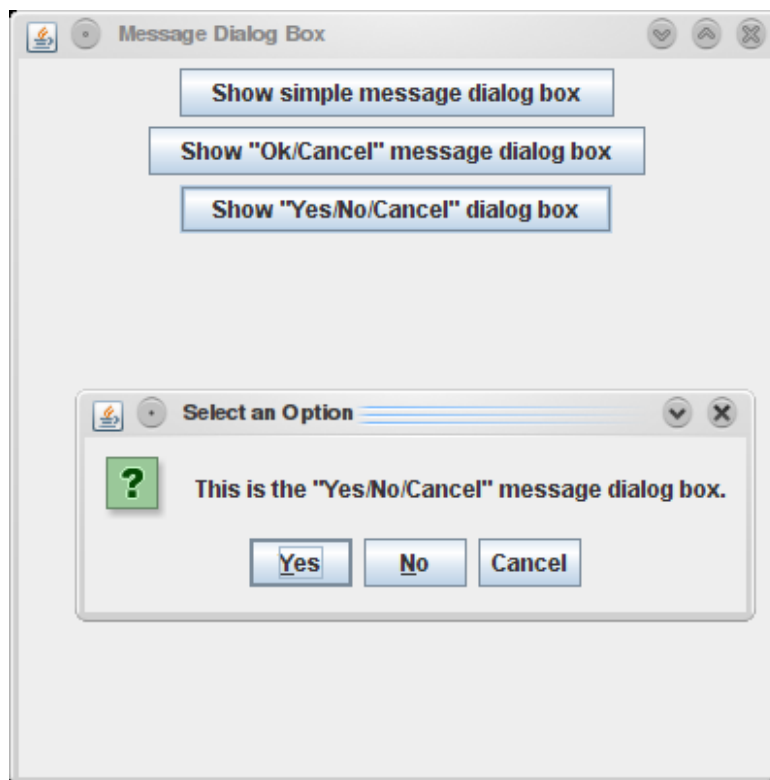 Message Dialog Box
Show simple message dialog box
Show "Ok/Cancel" message dialog box
Show "Yes/No/Cancel" dialog box
Select an Option
? This is the "Yes/No/Cancel" message dialog box.
Yes No Cancel